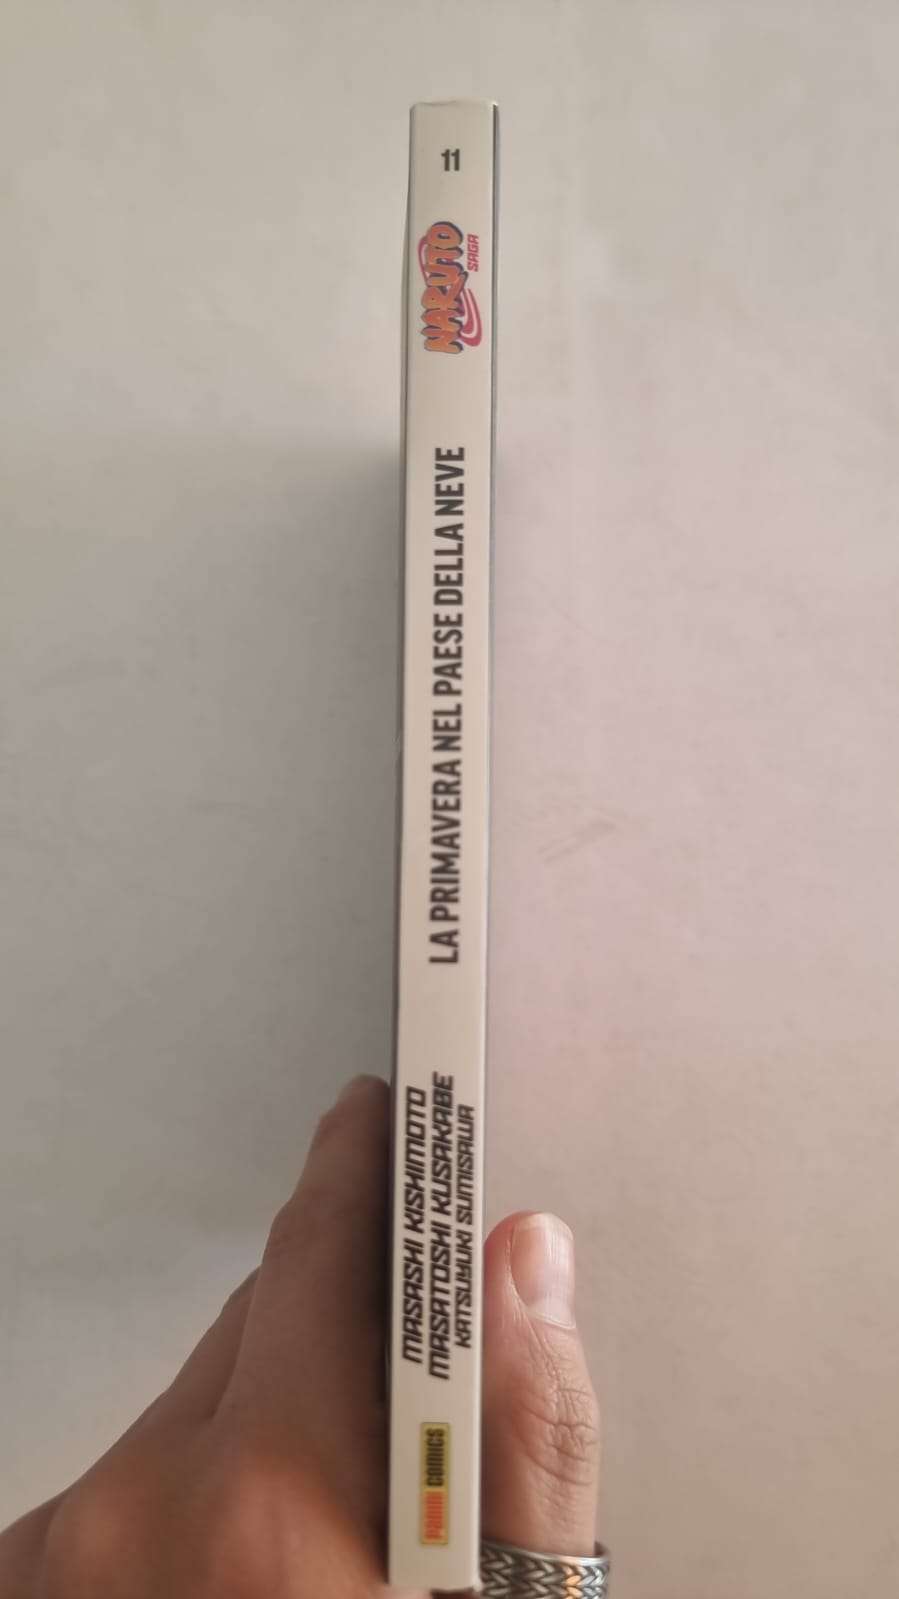 11
NARUTO
SAGA
LA PRIMAVERA NEL PAESE DELLA NEVE
MASASHI KISHIMOTO
MASATOSHI KUSAKABE
KATSUYUKI SUMISAWA
PANINI COMICS